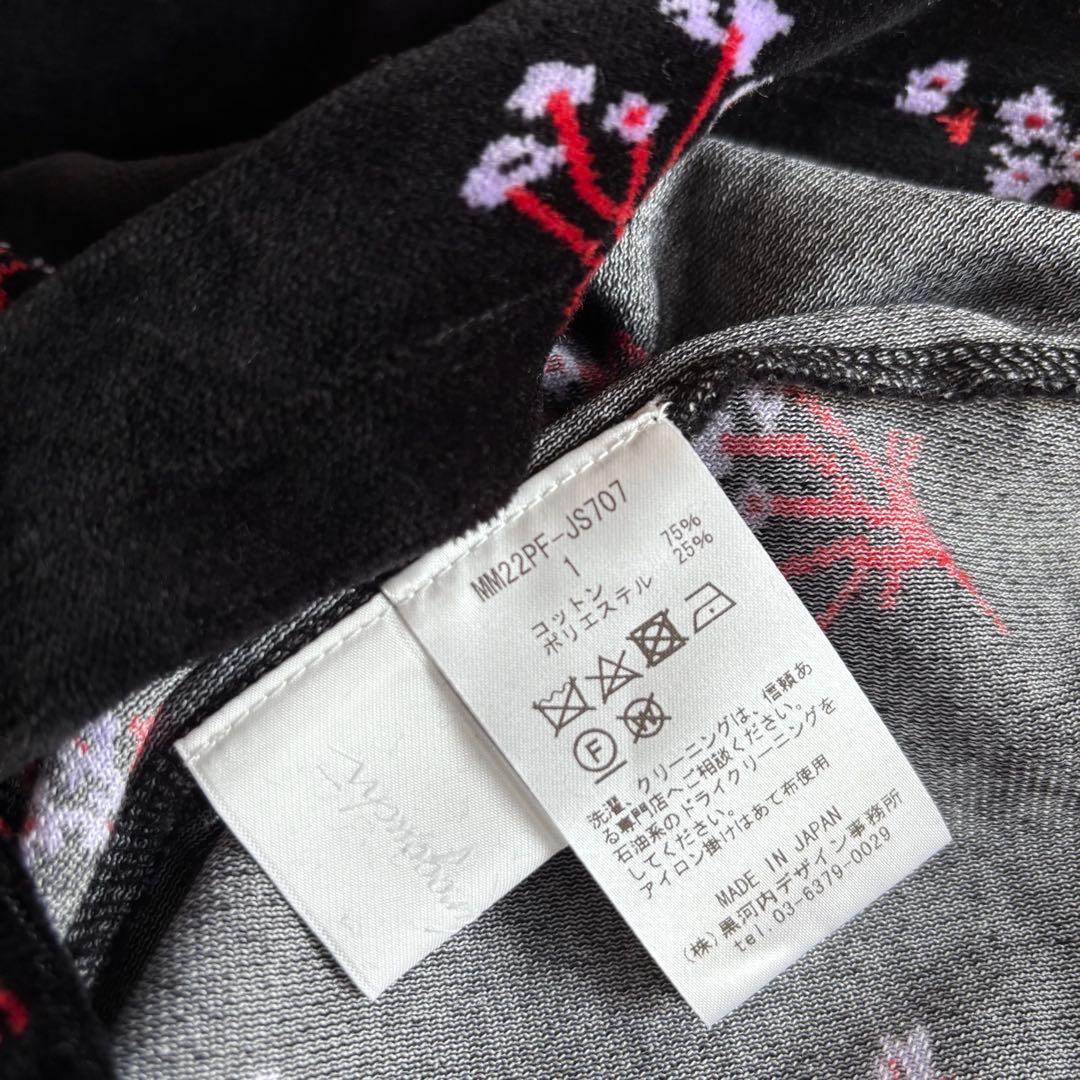 MM22PF-JS707
1
コットン 75%
ポリエステル 25%
F
W
洗濯、クリーニングは、信頼あ
る専門店へご相談ください。
石油系のドライクリーニングを
してください。
アイロン掛けはあて布使用
MADE IN JAPAN
(株)黒河内デザイン事務所
tel.03-6379-0029